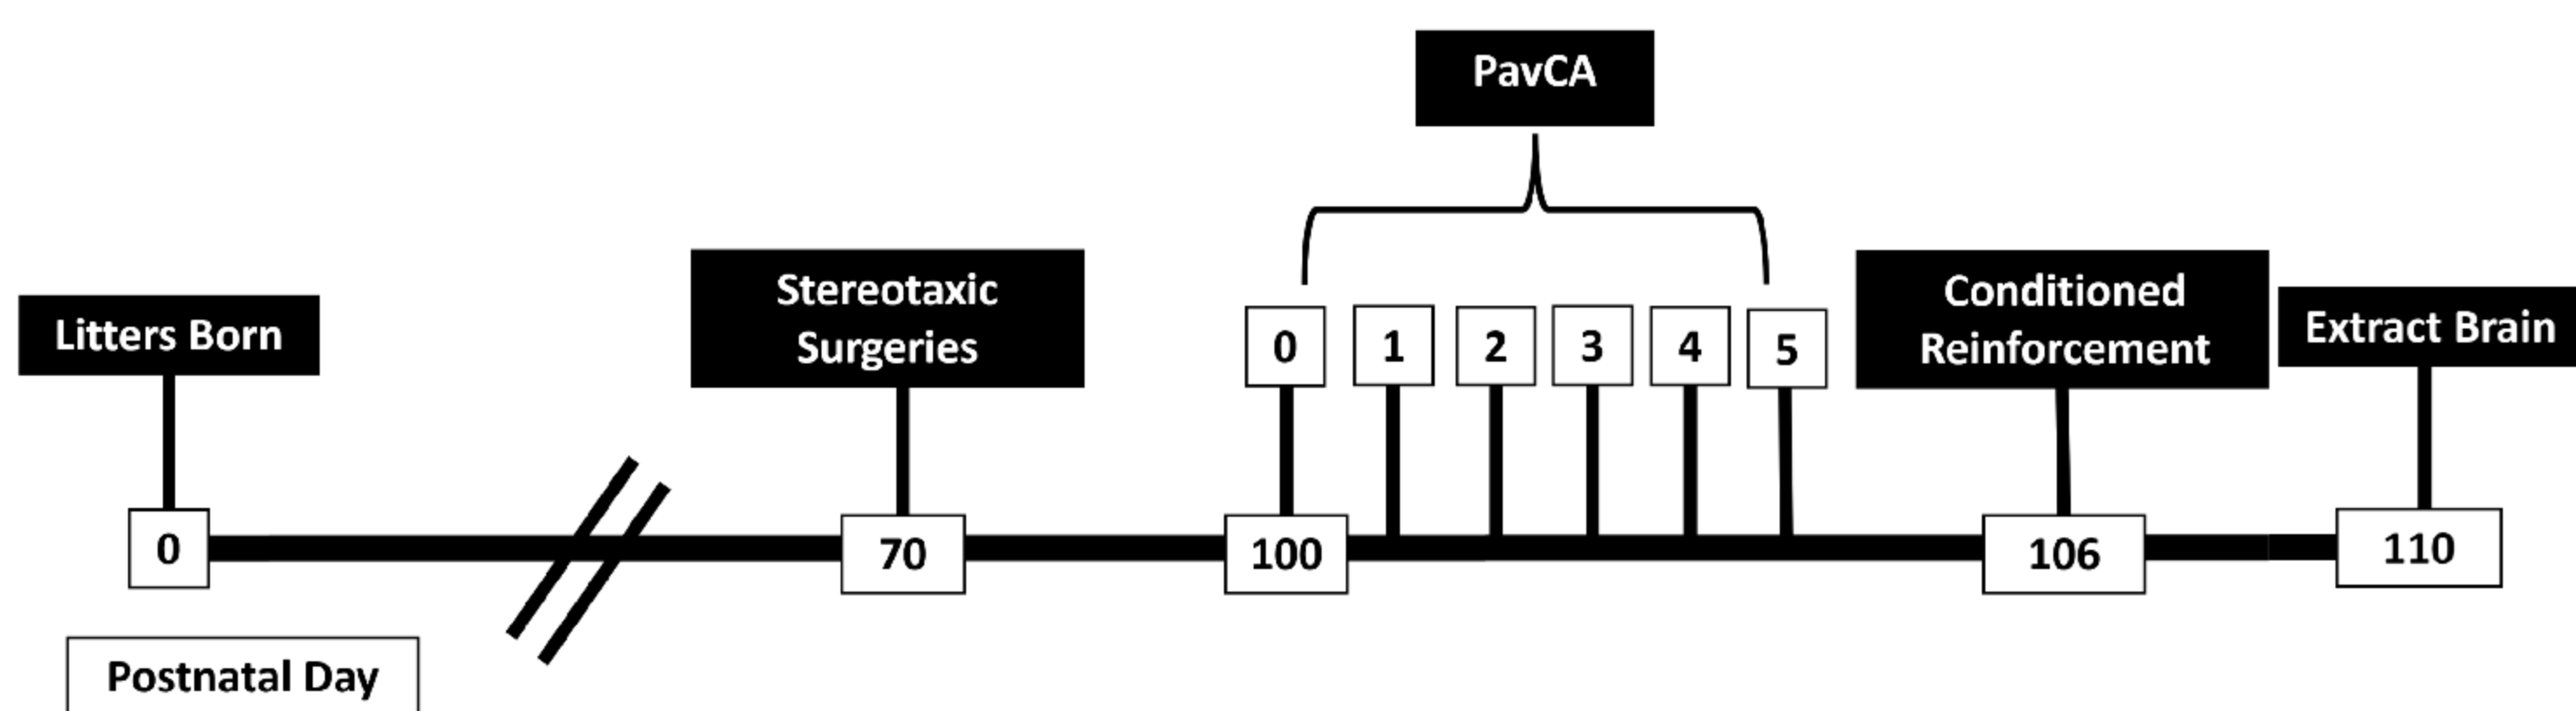 PavCA
Stereotaxic
Surgeries
Conditioned
Reinforcement
Litters Born
Extract Brain
0
1
2
3
4
5
0
70
100
106
110
Postnatal Day